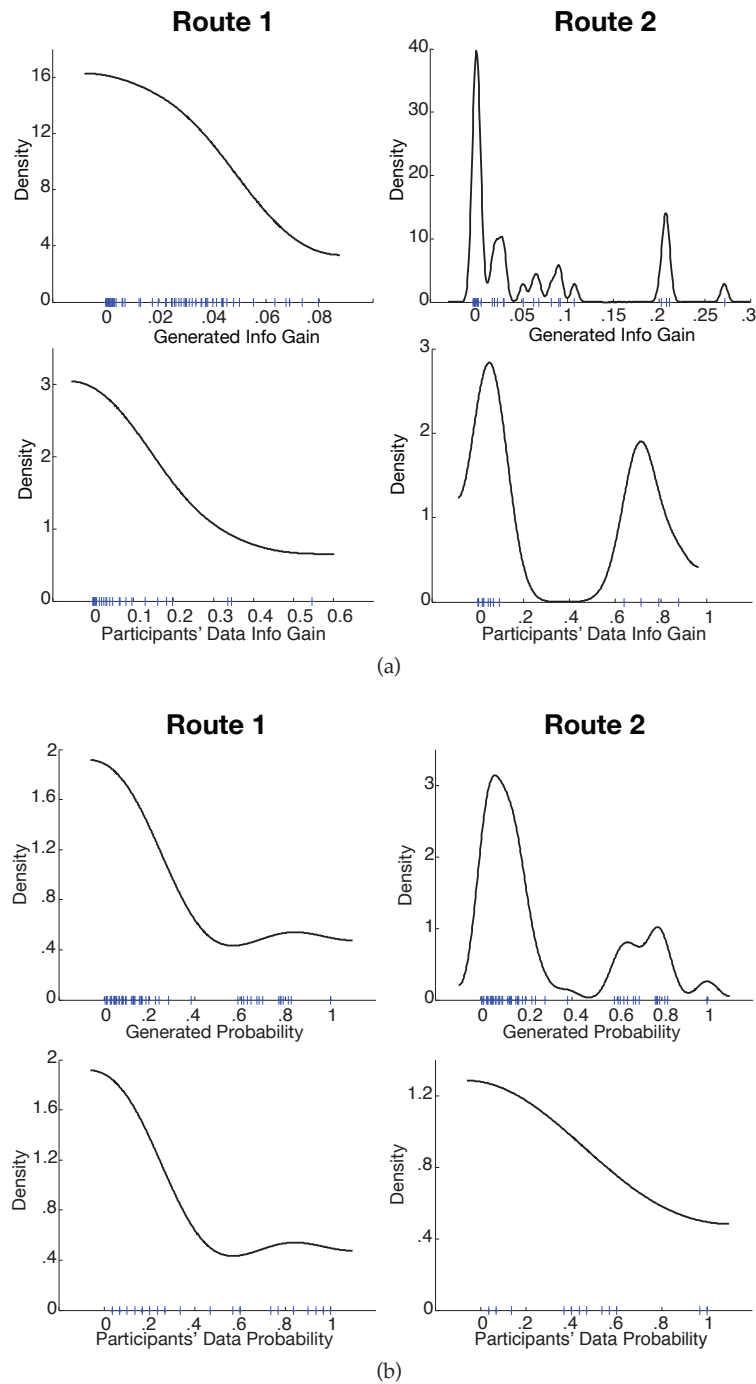 Route 1
Route 2
16
12
8
4
0
Density
0 .02 .04 .06 .08
Generated Info Gain
40
30
20
10
0
Density
0 .05 .1 .15 .2 .25 .3
Generated Info Gain
3
2
1
0
Density
0 0.1 0.2 0.3 0.4 0.5 0.6
Participants' Data Info Gain
3
2
1
0
Density
0 .2 .4 .6 .8 1
Participants' Data Info Gain
(a)
Route 1
Route 2
2
1.6
1.2
.8
.4
0
Density
0 .2 .4 .6 .8 1
Generated Probability
3
2
1
0
Density
0 0.2 0.4 0.6 0.8 1
Generated Probability
2
1.6
1.2
.8
.4
0
Density
0 .2 .4 .6 .8 1
Participants' Data Probability
1.2
.8
.4
0
Density
0 .2 .4 .6 .8 1
Participants' Data Probability
(b)